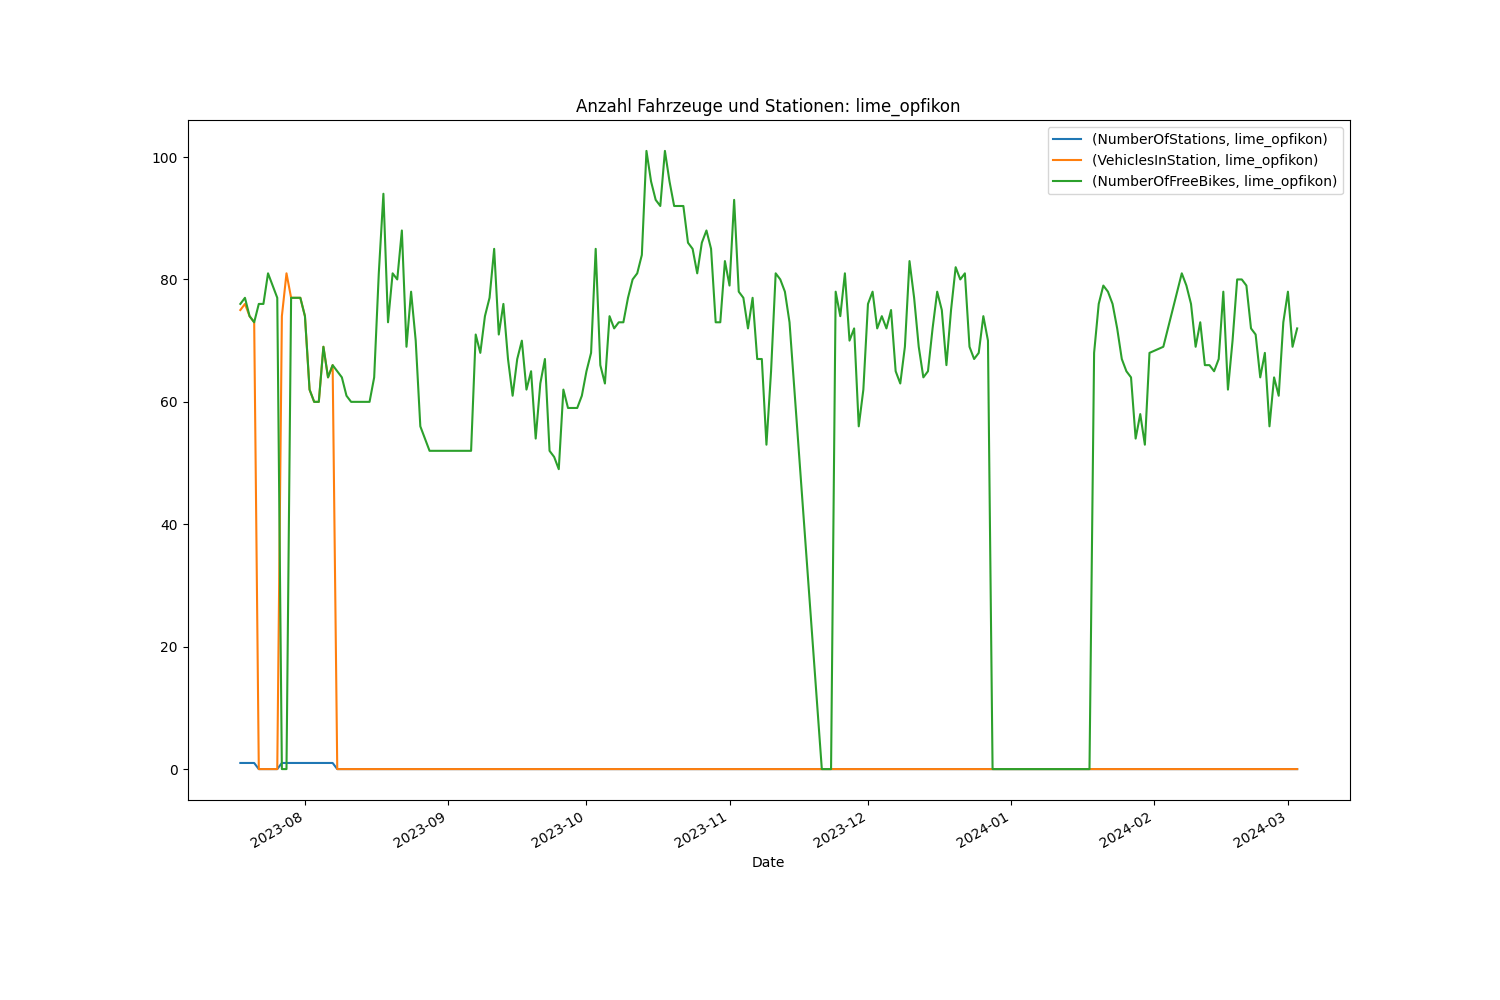 Anzahl Fahrzeuge und Stationen: lime_opfikon
(NumberOfStations, lime_opfikon)
(VehiclesInStation, lime_opfikon)
(NumberOfFreeBikes, lime_opfikon)
100
80
60
40
20
0
2023-08
2023-09
2023-10
2023-11
2023-12
2024-01
2024-02
2024-03
Date